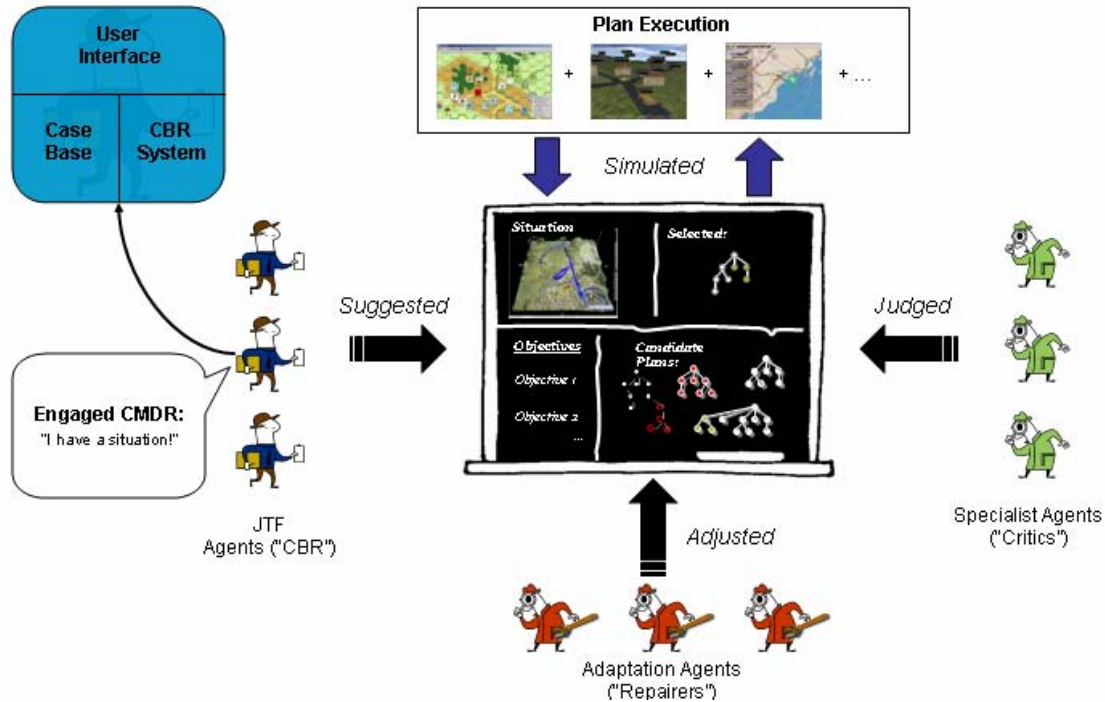 User
Interface
Case
Base
CBR
System
Plan Execution
+
+
+ ...
Simulated
Situation
Selected:
Suggested
Judged
Objectives
Objective 1
Objective 2
...
Candidate
Plans:
Engaged CMDR:
"I have a situation!"
JTF
Agents ("CBR")
Specialist Agents
("Critics")
Adjusted
Adaptation Agents
("Repairers")